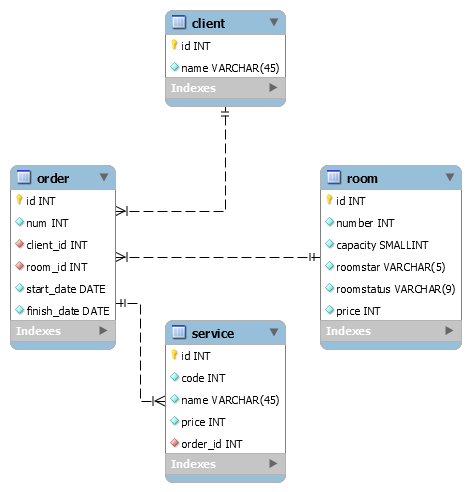 client
id INT
name VARCHAR(45)
Indexes
order
id INT
num INT
client_id INT
room_id INT
start_date DATE
finish_date DATE
Indexes
room
id INT
number INT
capacity SMALLINT
roomstar VARCHAR(5)
roomstatus VARCHAR(9)
price INT
Indexes
service
id INT
code INT
name VARCHAR(45)
price INT
order_id INT
Indexes